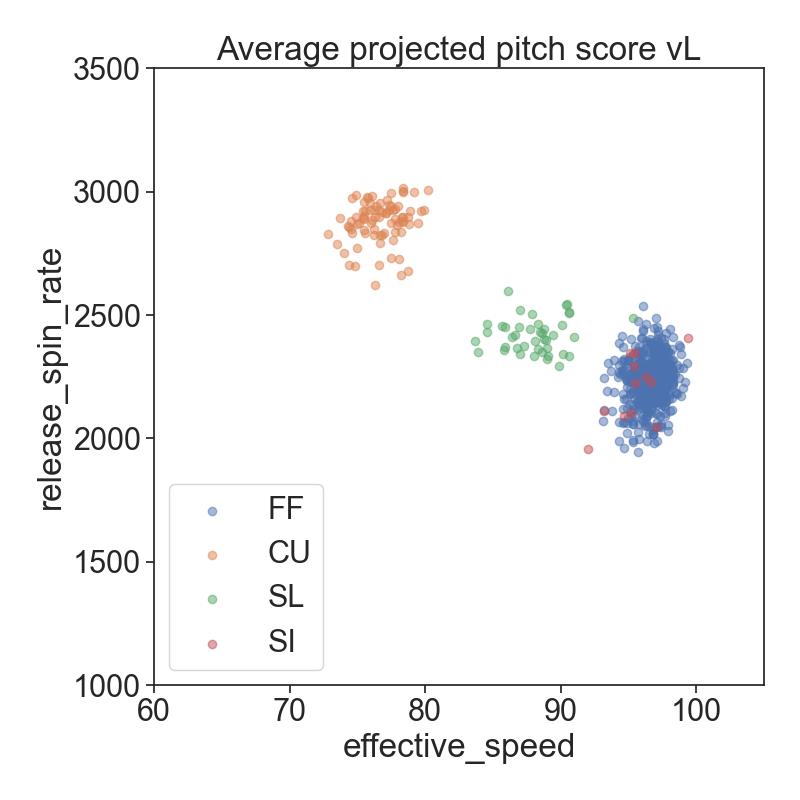 Average projected pitch score vL
3500
3000
2500
2000
1500
1000
release_spin_rate
FF
CU
SL
SI
60 70 80 90 100
effective_speed